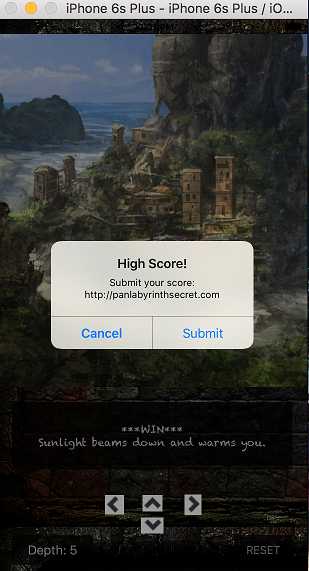 iPhone 6s Plus - iPhone 6s Plus / iO...
High Score!
Submit your score:
http://panlabyrinthsecret.com
Cancel Submit
***WIN***
Sunlight beams down and warms you.
Depth: 5 RESET